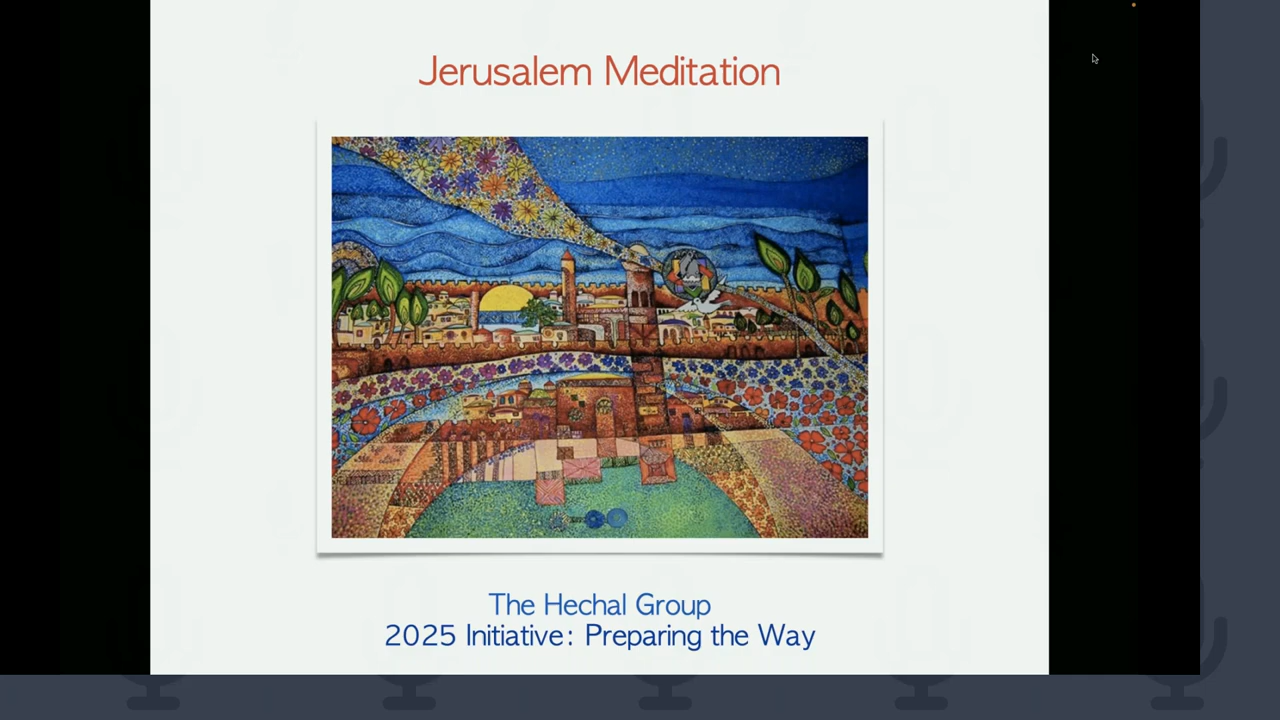 Jerusalem Meditation
The Hechal Group
2025 Initiative: Preparing the Way